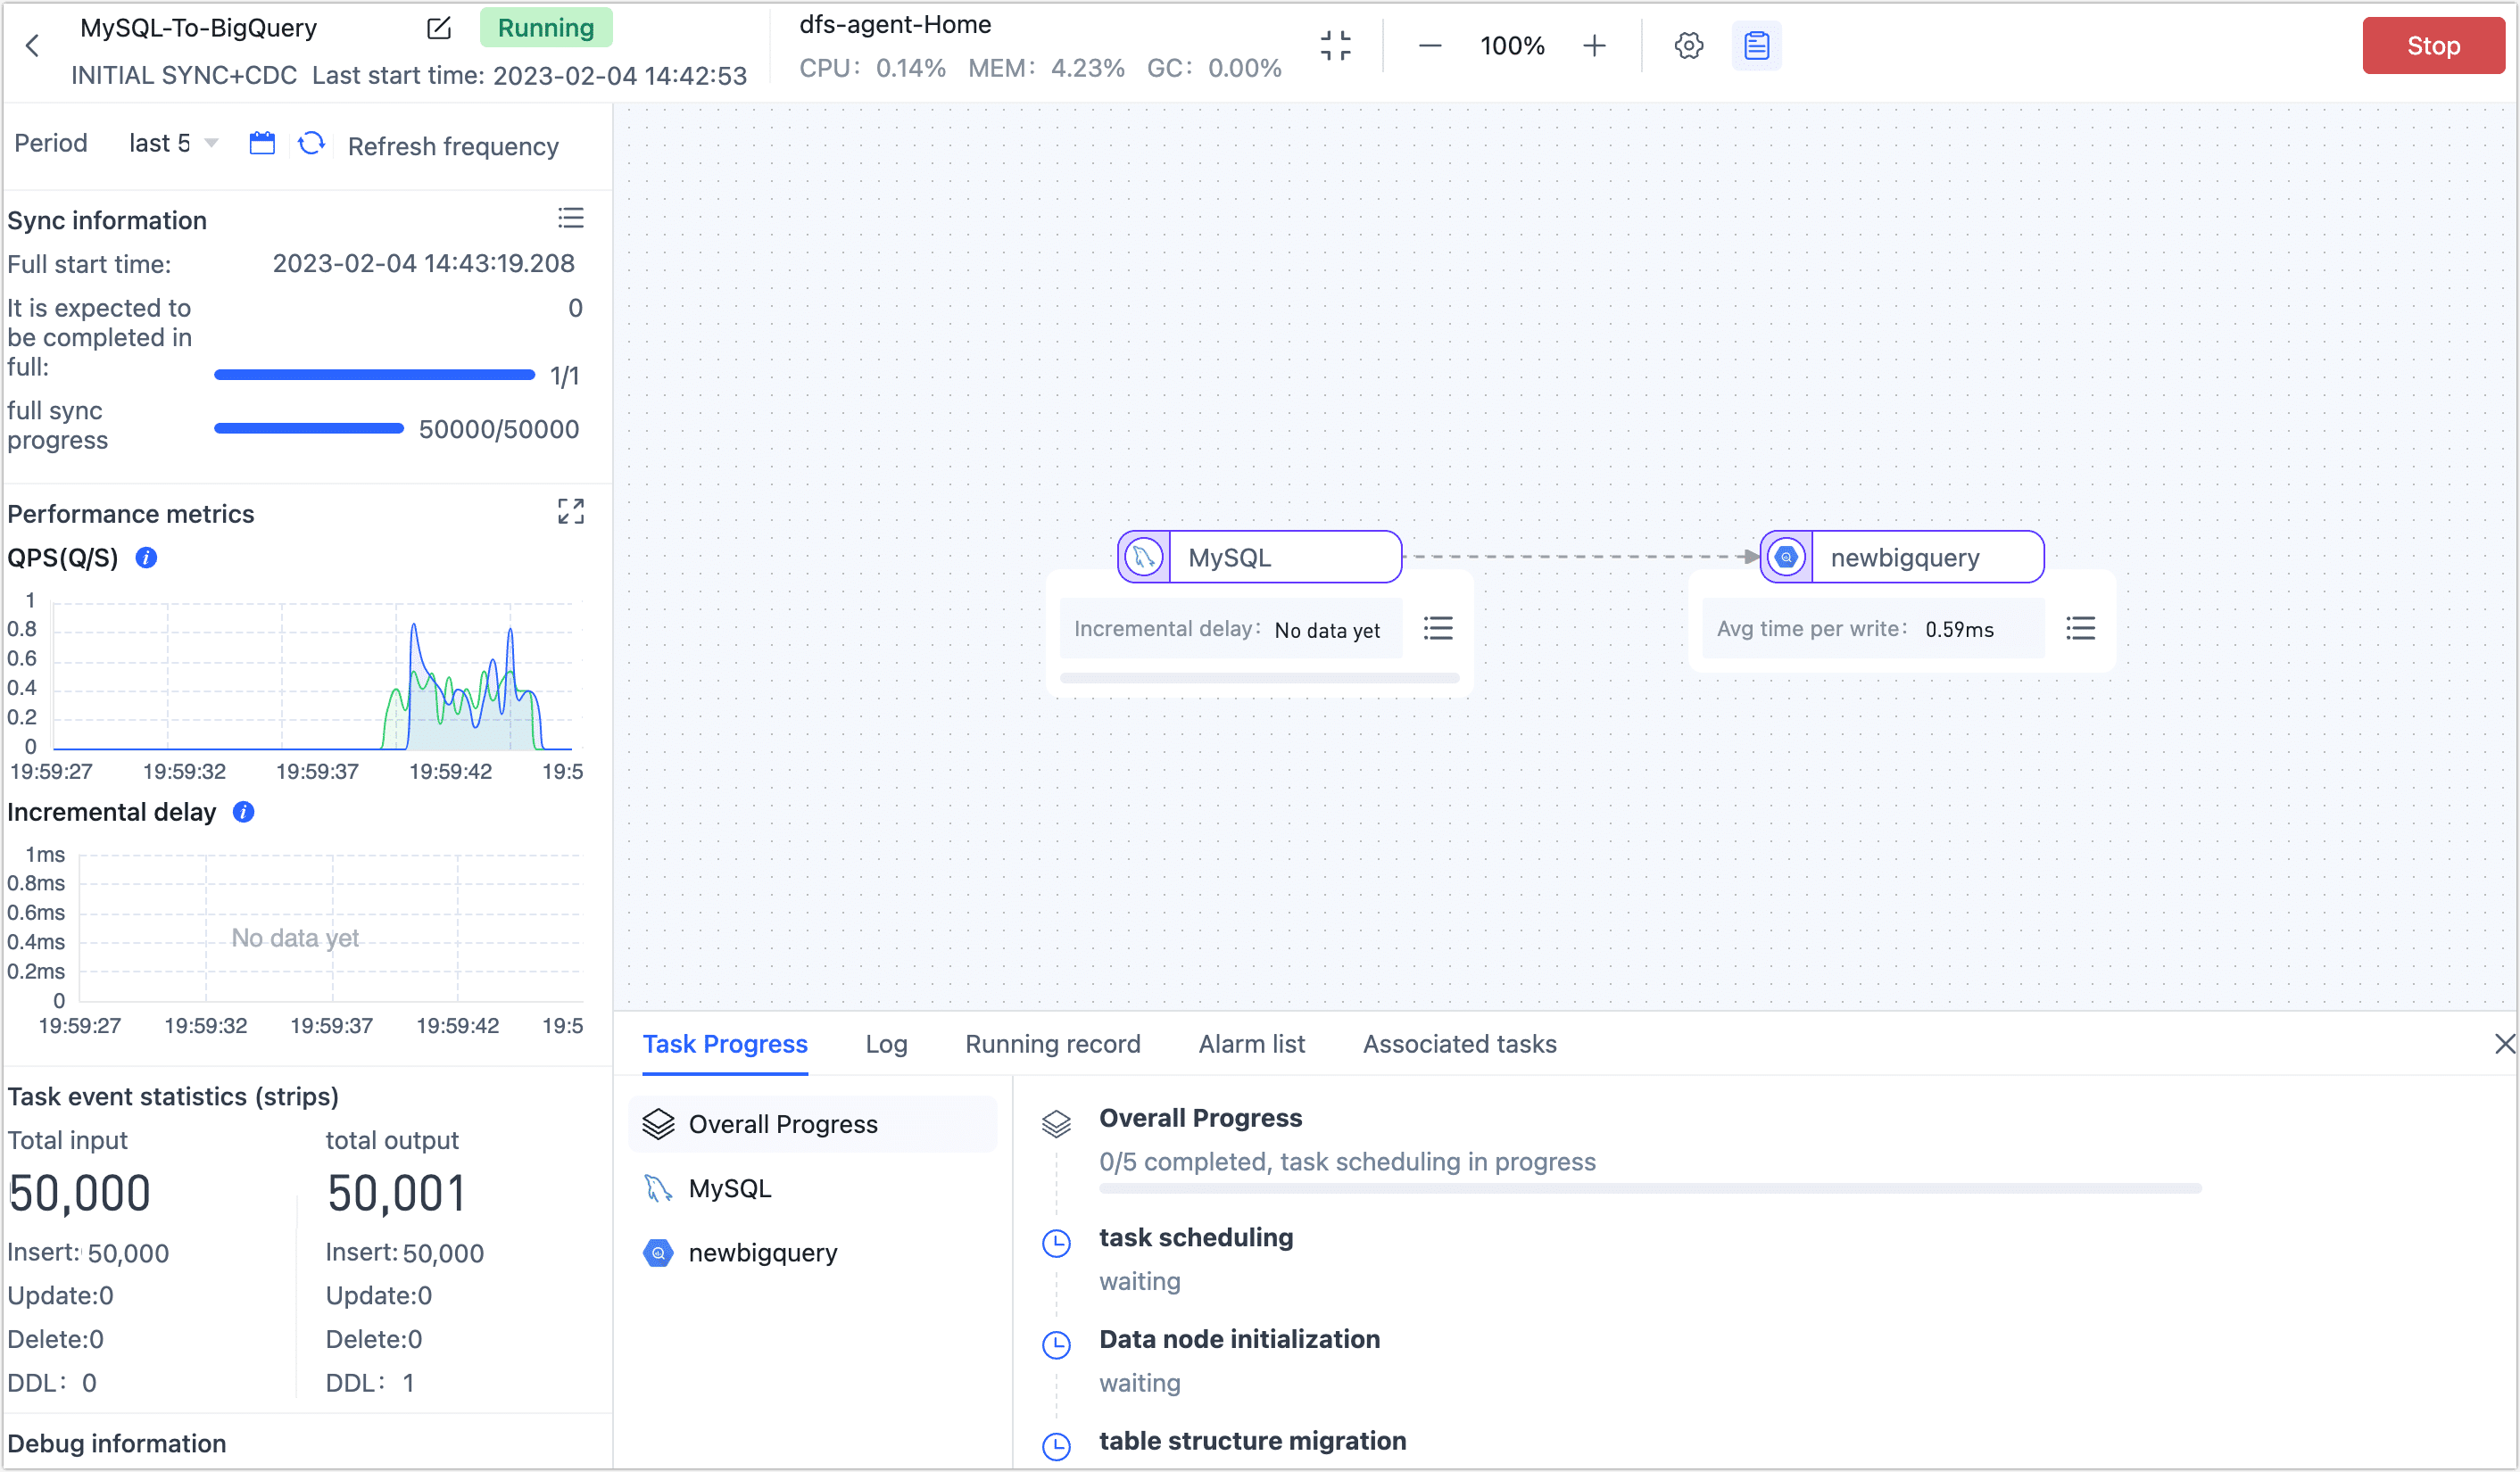 MySQL-To-BigQuery
Running
INITIAL SYNC+CDC Last start time: 2023-02-04 14:42:53
dfs-agent-Home
CPU: 0.14% MEM: 4.23% GC: 0.00%
100%
Stop
Period last 5 Refresh frequency
Sync information
Full start time: 2023-02-04 14:43:19.208
It is expected to be completed in full: 0
1/1
full sync progress 50000/50000
Performance metrics
QPS(Q/S)
1
0.8
0.6
0.4
0.2
0
19:59:27 19:59:32 19:59:37 19:59:42 19:5
Incremental delay
1ms
0.8ms
0.6ms
0.4ms
0.2ms
0
No data yet
19:59:27 19:59:32 19:59:37 19:59:42 19:5
Task event statistics (strips)
Total input total output
50,000 50,001
Insert: 50,000 Insert: 50,000
Update:0 Update:0
Delete:0 Delete:0
DDL: 0 DDL: 1
Debug information
MySQL
Incremental delay: No data yet
newbigquery
Avg time per write: 0.59ms
Task Progress Log Running record Alarm list Associated tasks
Overall Progress
MySQL
newbigquery
Overall Progress
0/5 completed, task scheduling in progress
task scheduling
waiting
Data node initialization
waiting
table structure migration